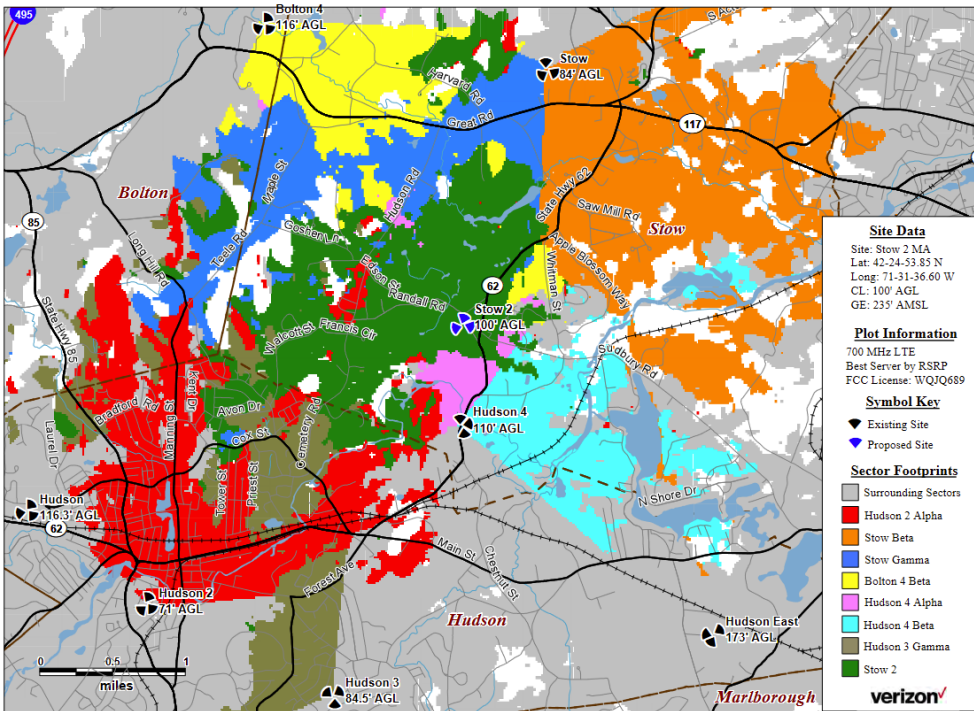 495
Bolton 4
116' AGL
S Act
Stow
84' AGL
Harvard Rd
Great Rd
117
Bolton
Maple St
Hudson Rd
State Hwy 62
Saw Mill Rd
Stow
85
Long Hill Rd
Teele Rd
Goshen Ln
Edson St
Randall Rd
Apple Blossom Way
Whitman St
62
Stow 2
100' AGL
State Hwy 85
Walcott St
Francis Cir
Sudbury Rd
Kent Dr
Bradford Rd
Manning St
Avon Dr
Cox St
Cemetery Rd
Hudson 4
110' AGL
Laurel Dr
Tower St
Priest St
N Shore Dr
Hudson
116.3' AGL
62
Main St
Chestnut St
Forest Ave
Hudson 2
71' AGL
Hudson
Hudson East
173' AGL
0 0.5 1
miles
Hudson 3
84.5' AGL
Marlborough
Site Data
Site: Stow 2 MA
Lat: 42-24-53.85 N
Long: 71-31-36.60 W
CL: 100' AGL
GE: 235' AMSL
Plot Information
700 MHz LTE
Best Server by RSRP
FCC License: WQJQ689
Symbol Key
Existing Site
Proposed Site
Sector Footprints
Surrounding Sectors
Hudson 2 Alpha
Stow Beta
Stow Gamma
Bolton 4 Beta
Hudson 4 Alpha
Hudson 4 Beta
Hudson 3 Gamma
Stow 2
verizon